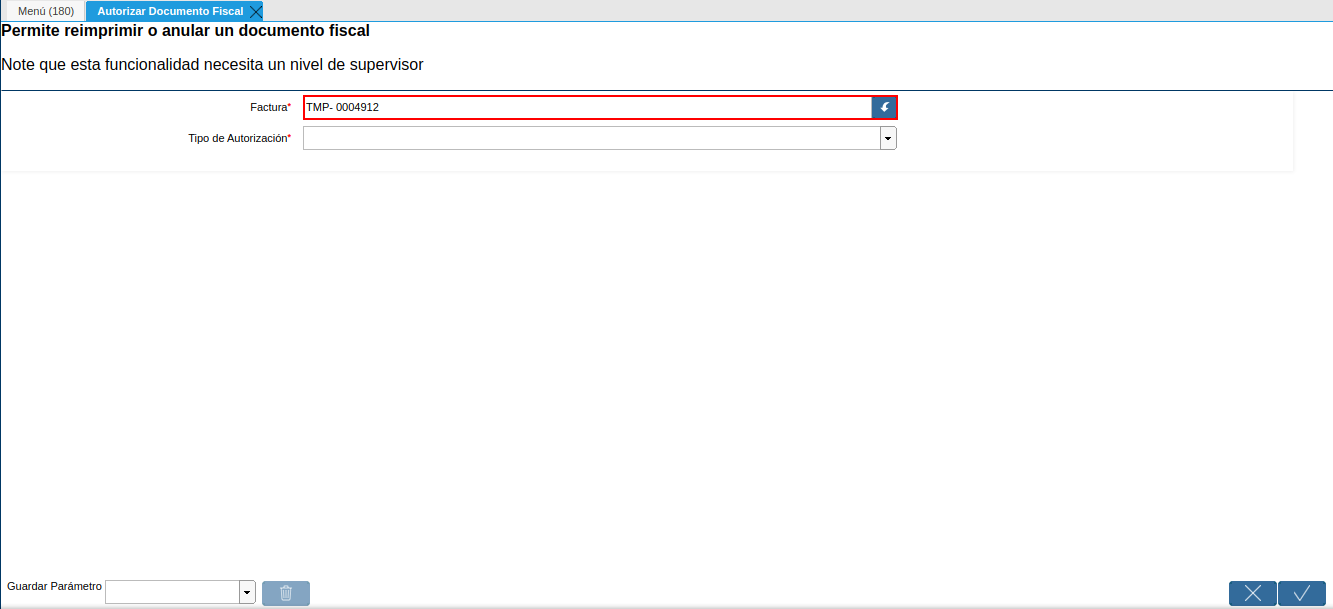 Menú (180) Autorizar Documento Fiscal
Permite reimprimir o anular un documento fiscal
Note que esta funcionalidad necesita un nivel de supervisor
Factura* TMP- 0004912
Tipo de Autorización*
Guardar Parámetro